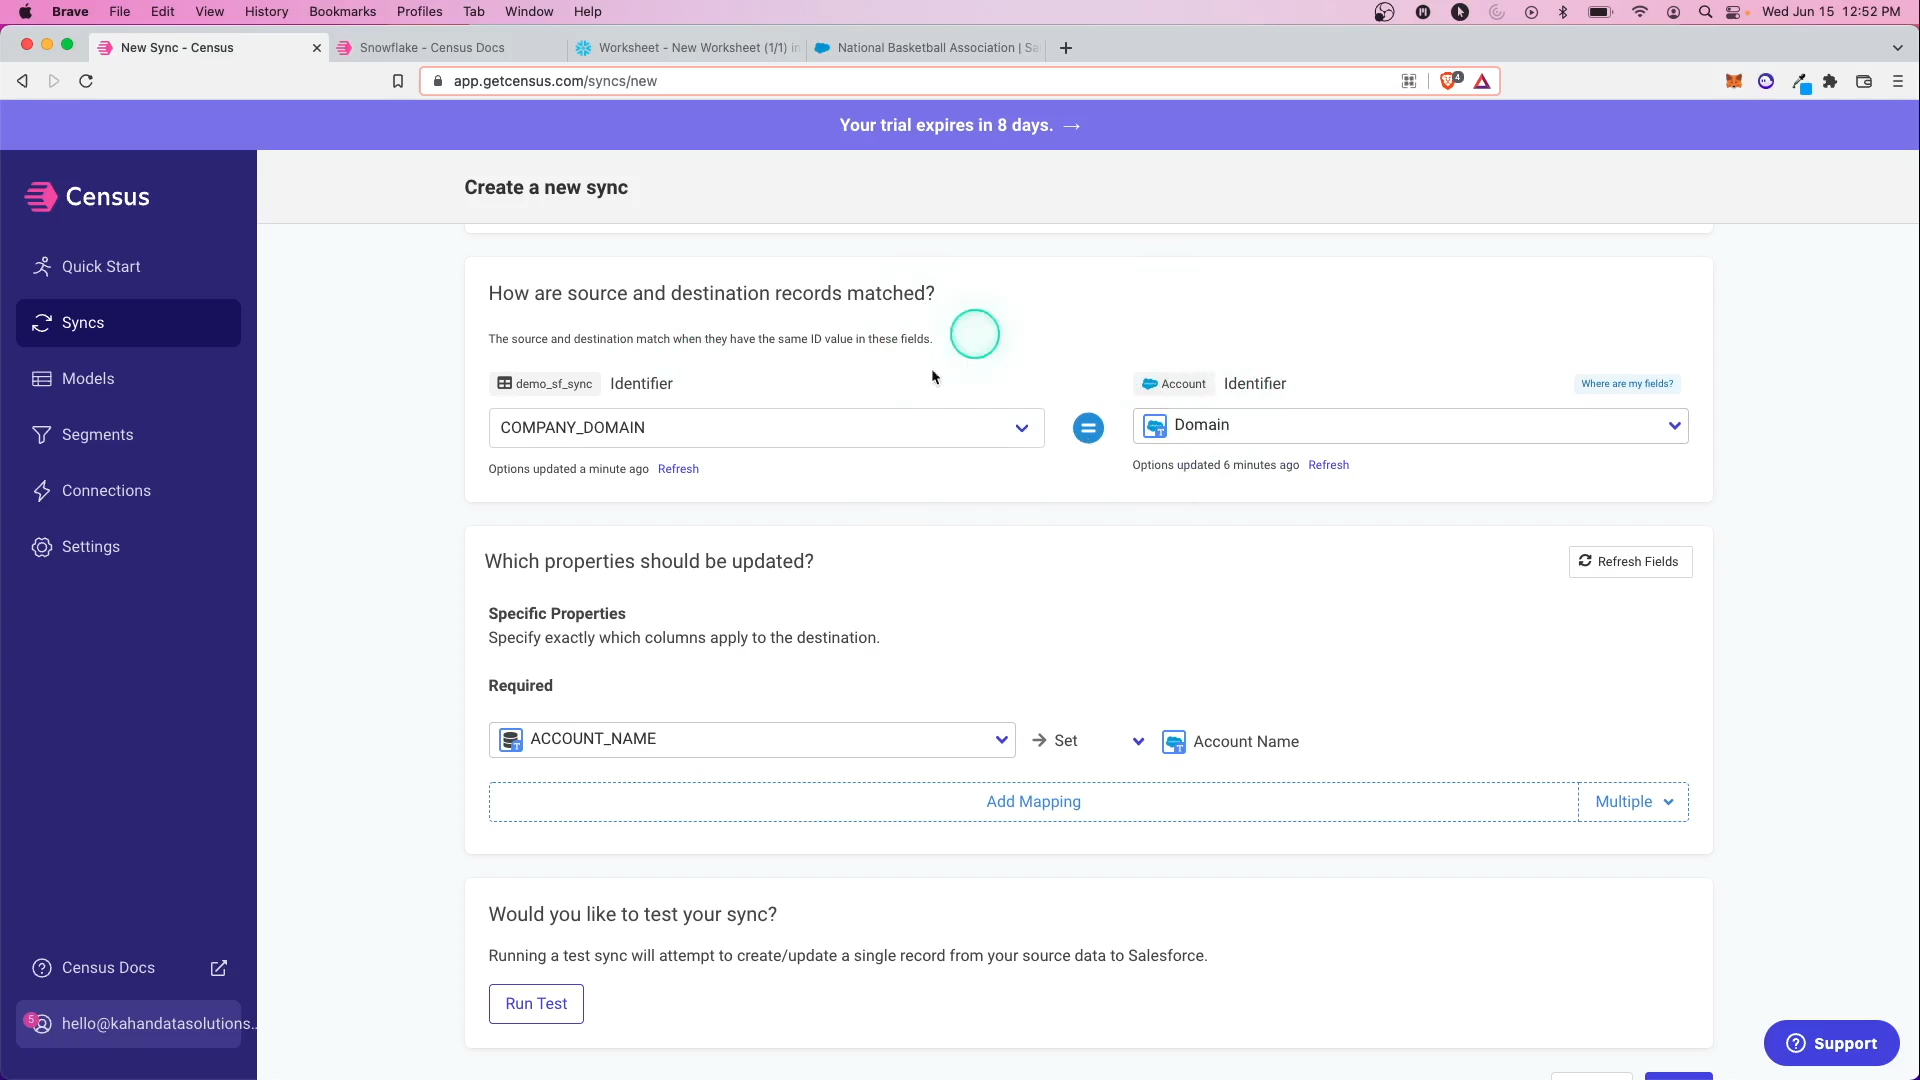 Brave File Edit View History Bookmarks Profiles Tab Window Help Wed Jun 15 12:52 PM
New Sync - Census Snowflake - Census Docs Worksheet - New Worksheet (1/1) in National Basketball Association | Sa
app.getcensus.com/syncs/new 4
Your trial expires in 8 days. →
Census
Create a new sync
Quick Start
Syncs
Models
Segments
Connections
Settings
Census Docs
5 hello@kahandatasolutions...
How are source and destination records matched?
The source and destination match when they have the same ID value in these fields.
demo_sf_sync Identifier
Account Identifier Where are my fields?
COMPANY_DOMAIN = Domain
Options updated a minute ago Refresh
Options updated 6 minutes ago Refresh
Which properties should be updated? Refresh Fields
Specific Properties
Specify exactly which columns apply to the destination.
Required
ACCOUNT_NAME → Set Account Name
Add Mapping Multiple
Would you like to test your sync?
Running a test sync will attempt to create/update a single record from your source data to Salesforce.
Run Test
Support